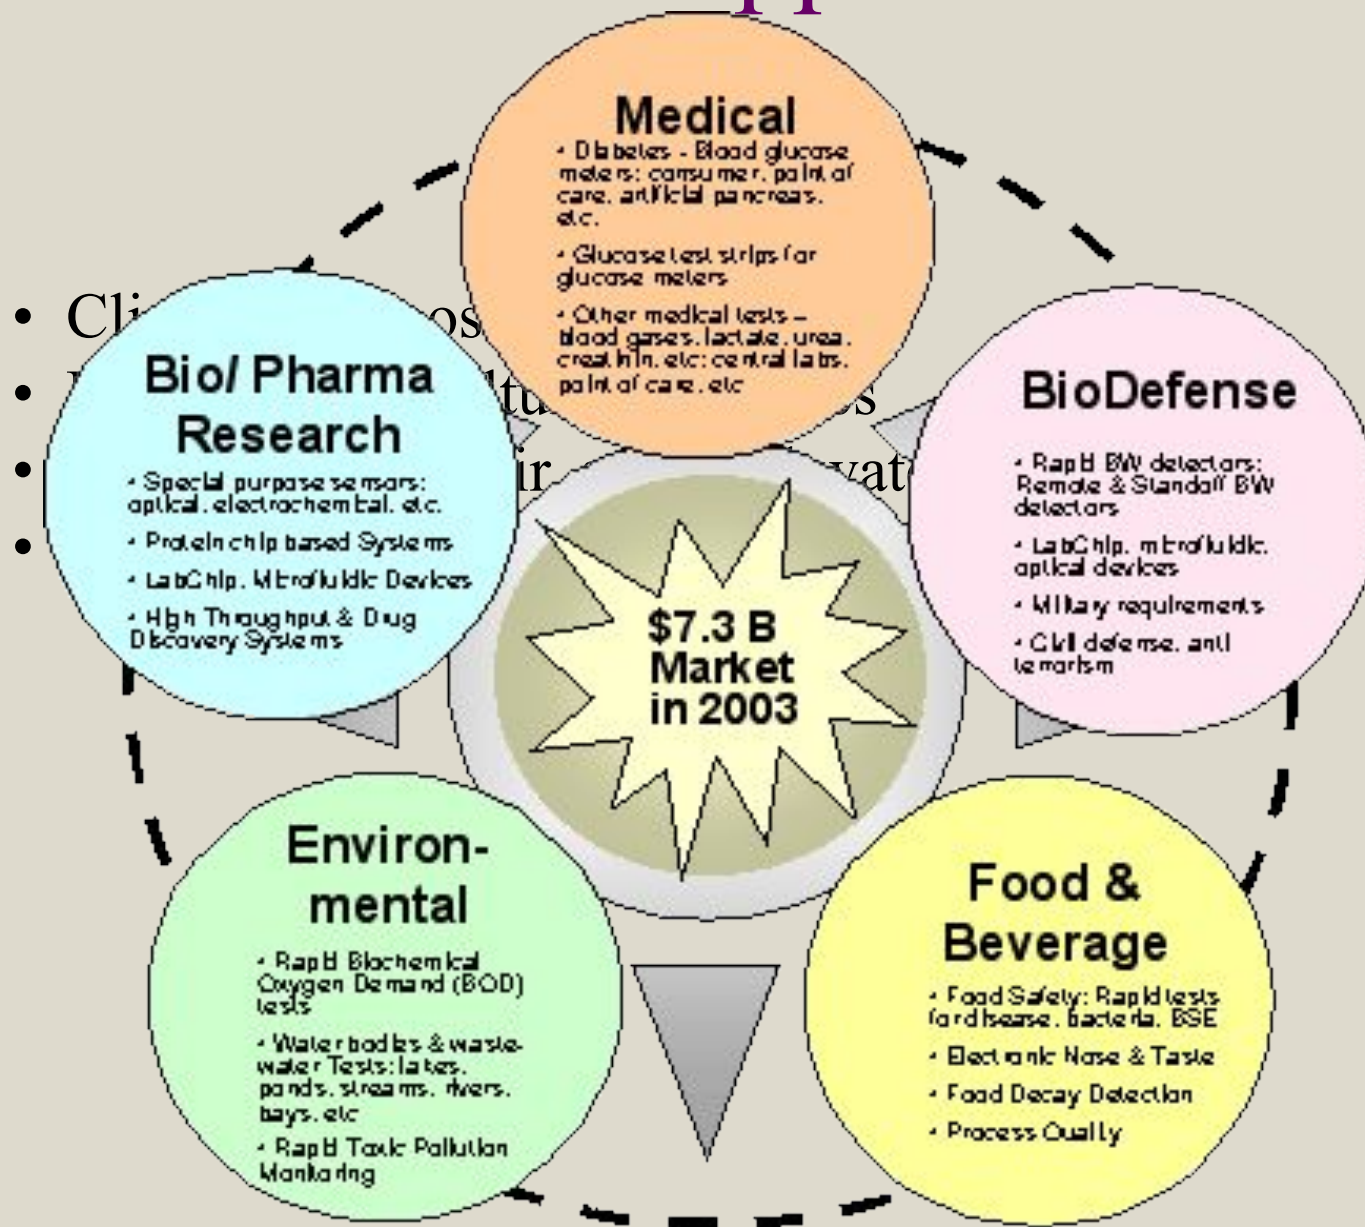 Medical
• Diabetes - Blood glucose
meters: consumer, point of
care, artificial pancreas,
etc.
• Glucose test strips for
glucose meters
• Other medical tests –
blood gases, lactate, urea,
creatinin, etc: central labs,
point of care, etc
Bio/ Pharma
Research
• Special purpose sensors:
optical, electrochemical, etc.
• Protein chip based Systems
• LabChip, Microfluidic Devices
• High Throughput & Drug
Discovery Systems
BioDefense
• Rapid BW detectors:
Remote & Standoff BW
detectors
• LabChip, microfluidic,
optical devices
• Military requirements
• Civil defense, anti
terrorism
$7.3 B
Market
in 2003
Environ-
mental
• Rapid Biochemical
Oxygen Demand (BOD)
tests
• Water bodies & waste-
water Tests: lakes,
ponds, streams, rivers,
bays, etc
• Rapid Toxic Pollution
Monitoring
Food &
Beverage
• Food Safety: Rapid tests
for disease, bacteria, BSE
• Electronic Nose & Taste
• Food Decay Detection
• Process Quality